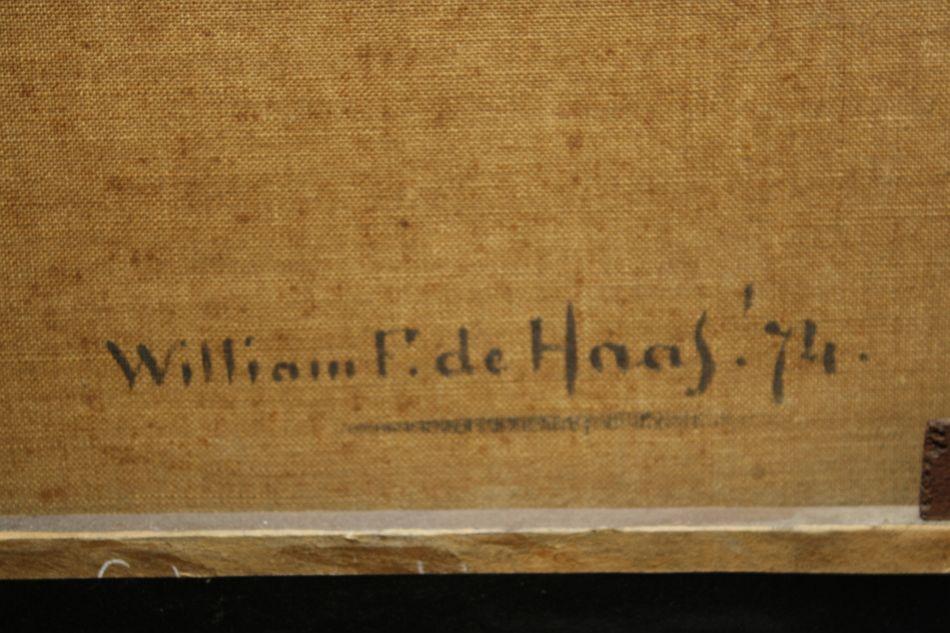 William F. de Haas. '74.